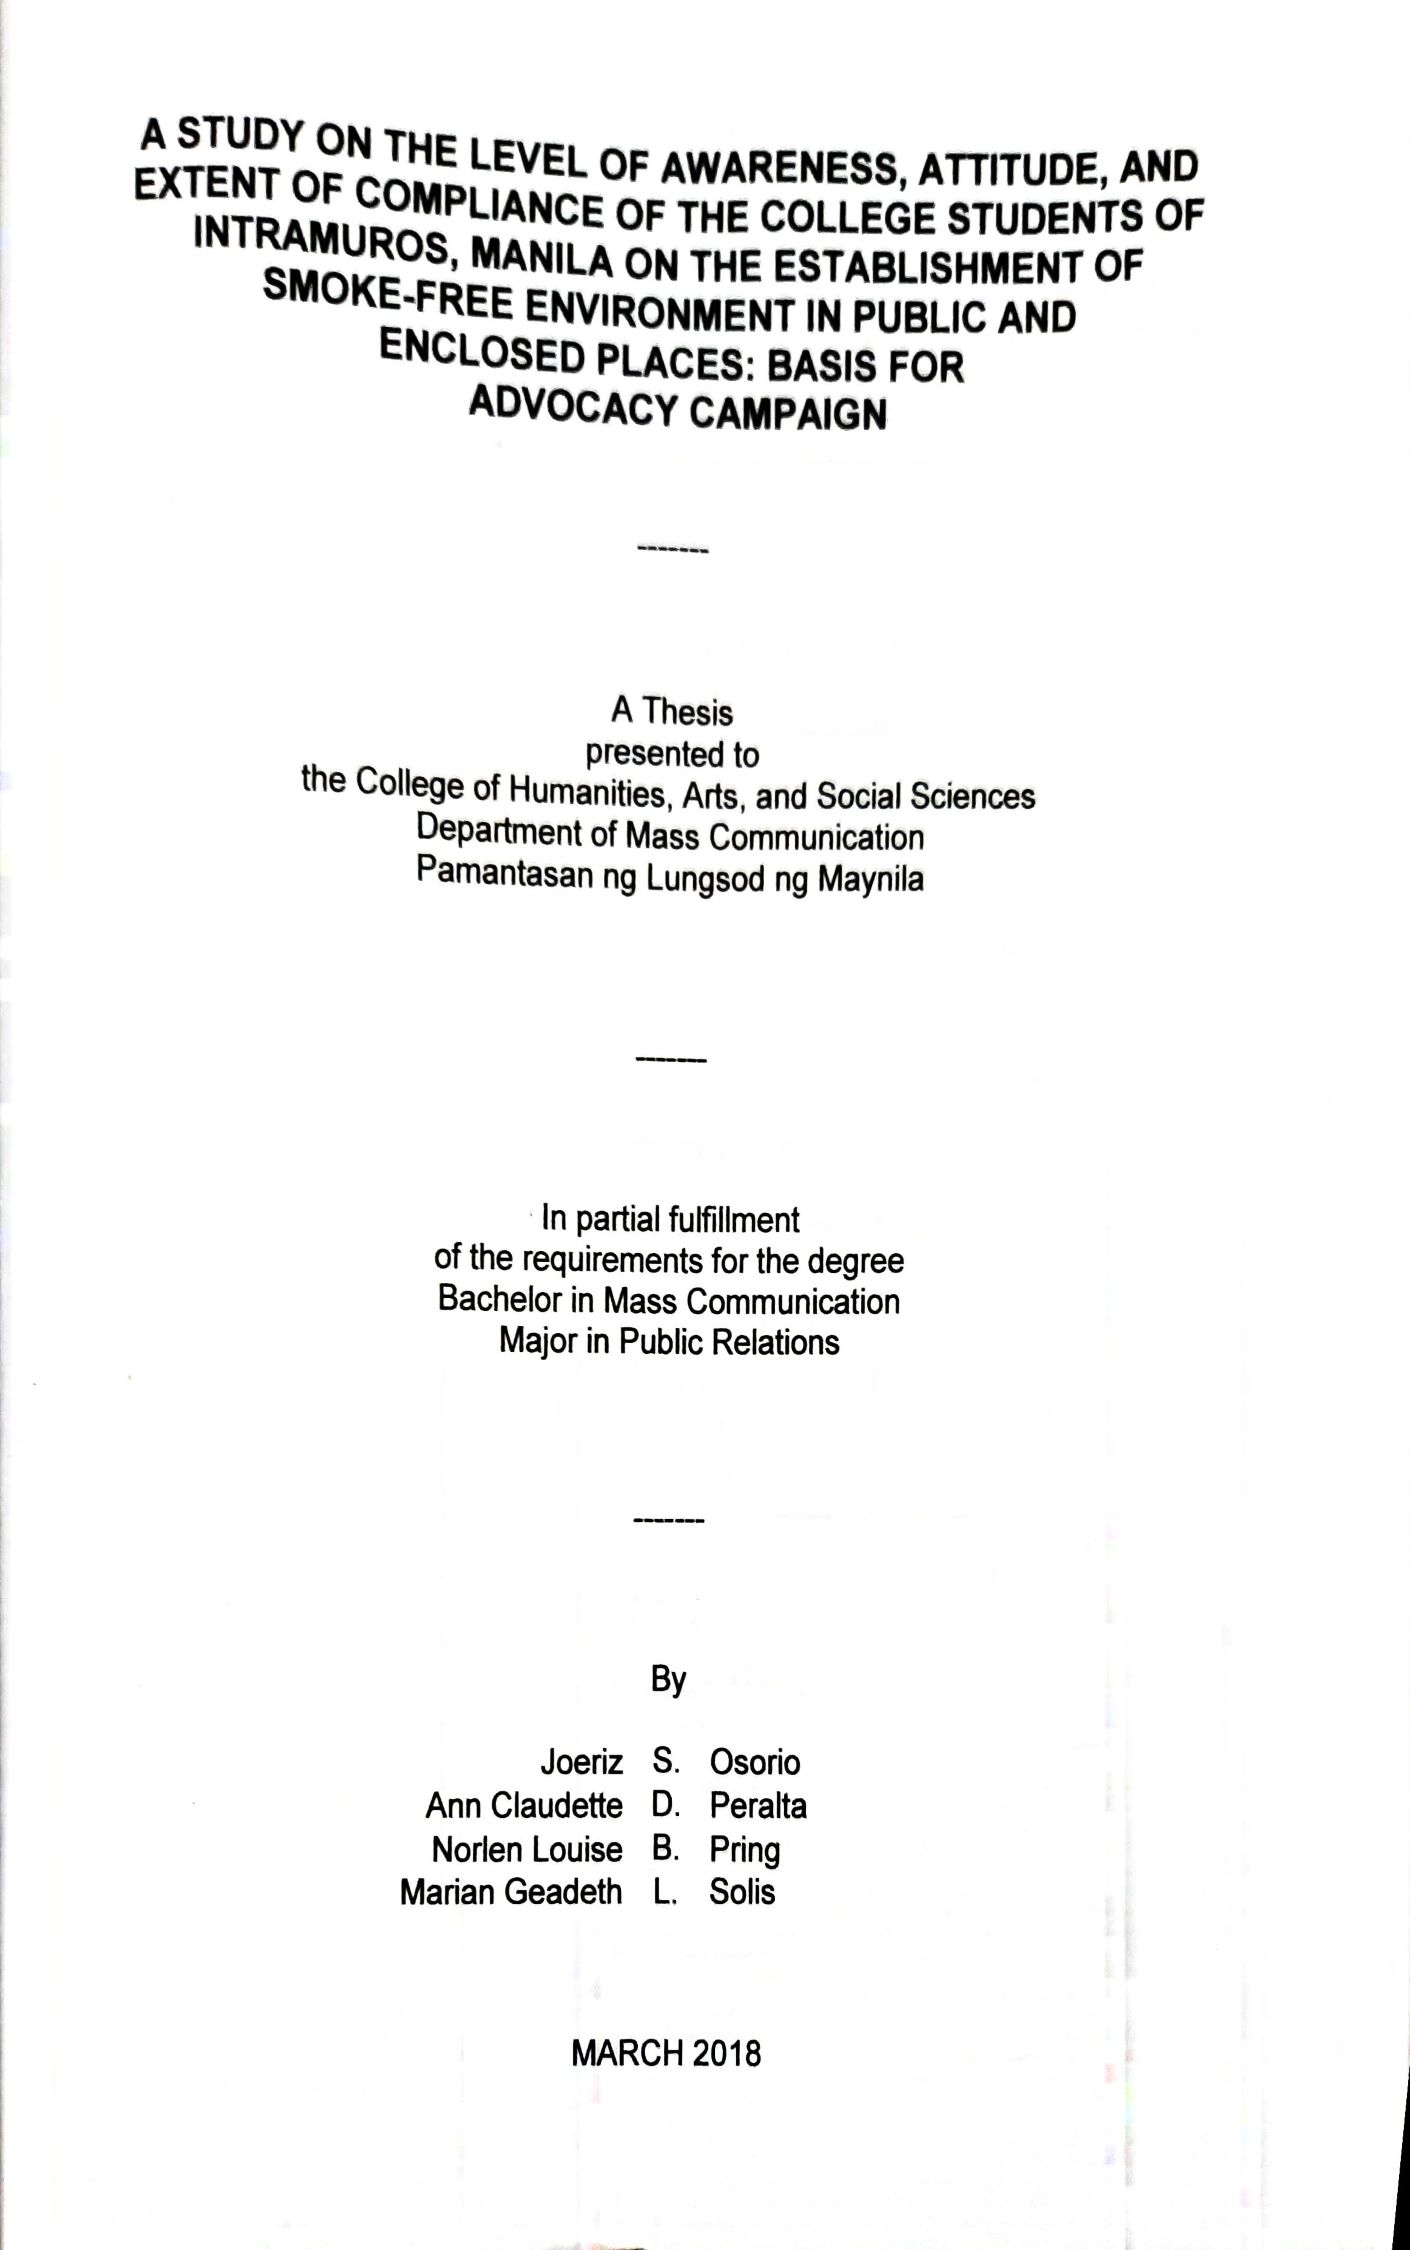 A STUDY ON THE LEVEL OF AWARENESS, ATTITUDE, AND
EXTENT OF COMPLIANCE OF THE COLLEGE STUDENTS OF
INTRAMUROS, MANILA ON THE ESTABLISHMENT OF
SMOKE-FREE ENVIRONMENT IN PUBLIC AND
ENCLOSED PLACES: BASIS FOR
ADVOCACY CAMPAIGN
-------
A Thesis
presented to
the College of Humanities, Arts, and Social Sciences
Department of Mass Communication
Pamantasan ng Lungsod ng Maynila
-------
In partial fulfillment
of the requirements for the degree
Bachelor in Mass Communication
Major in Public Relations
-------
By
Joeriz S. Osorio
Ann Claudette D. Peralta
Norlen Louise B. Pring
Marian Geadeth L. Solis
MARCH 2018